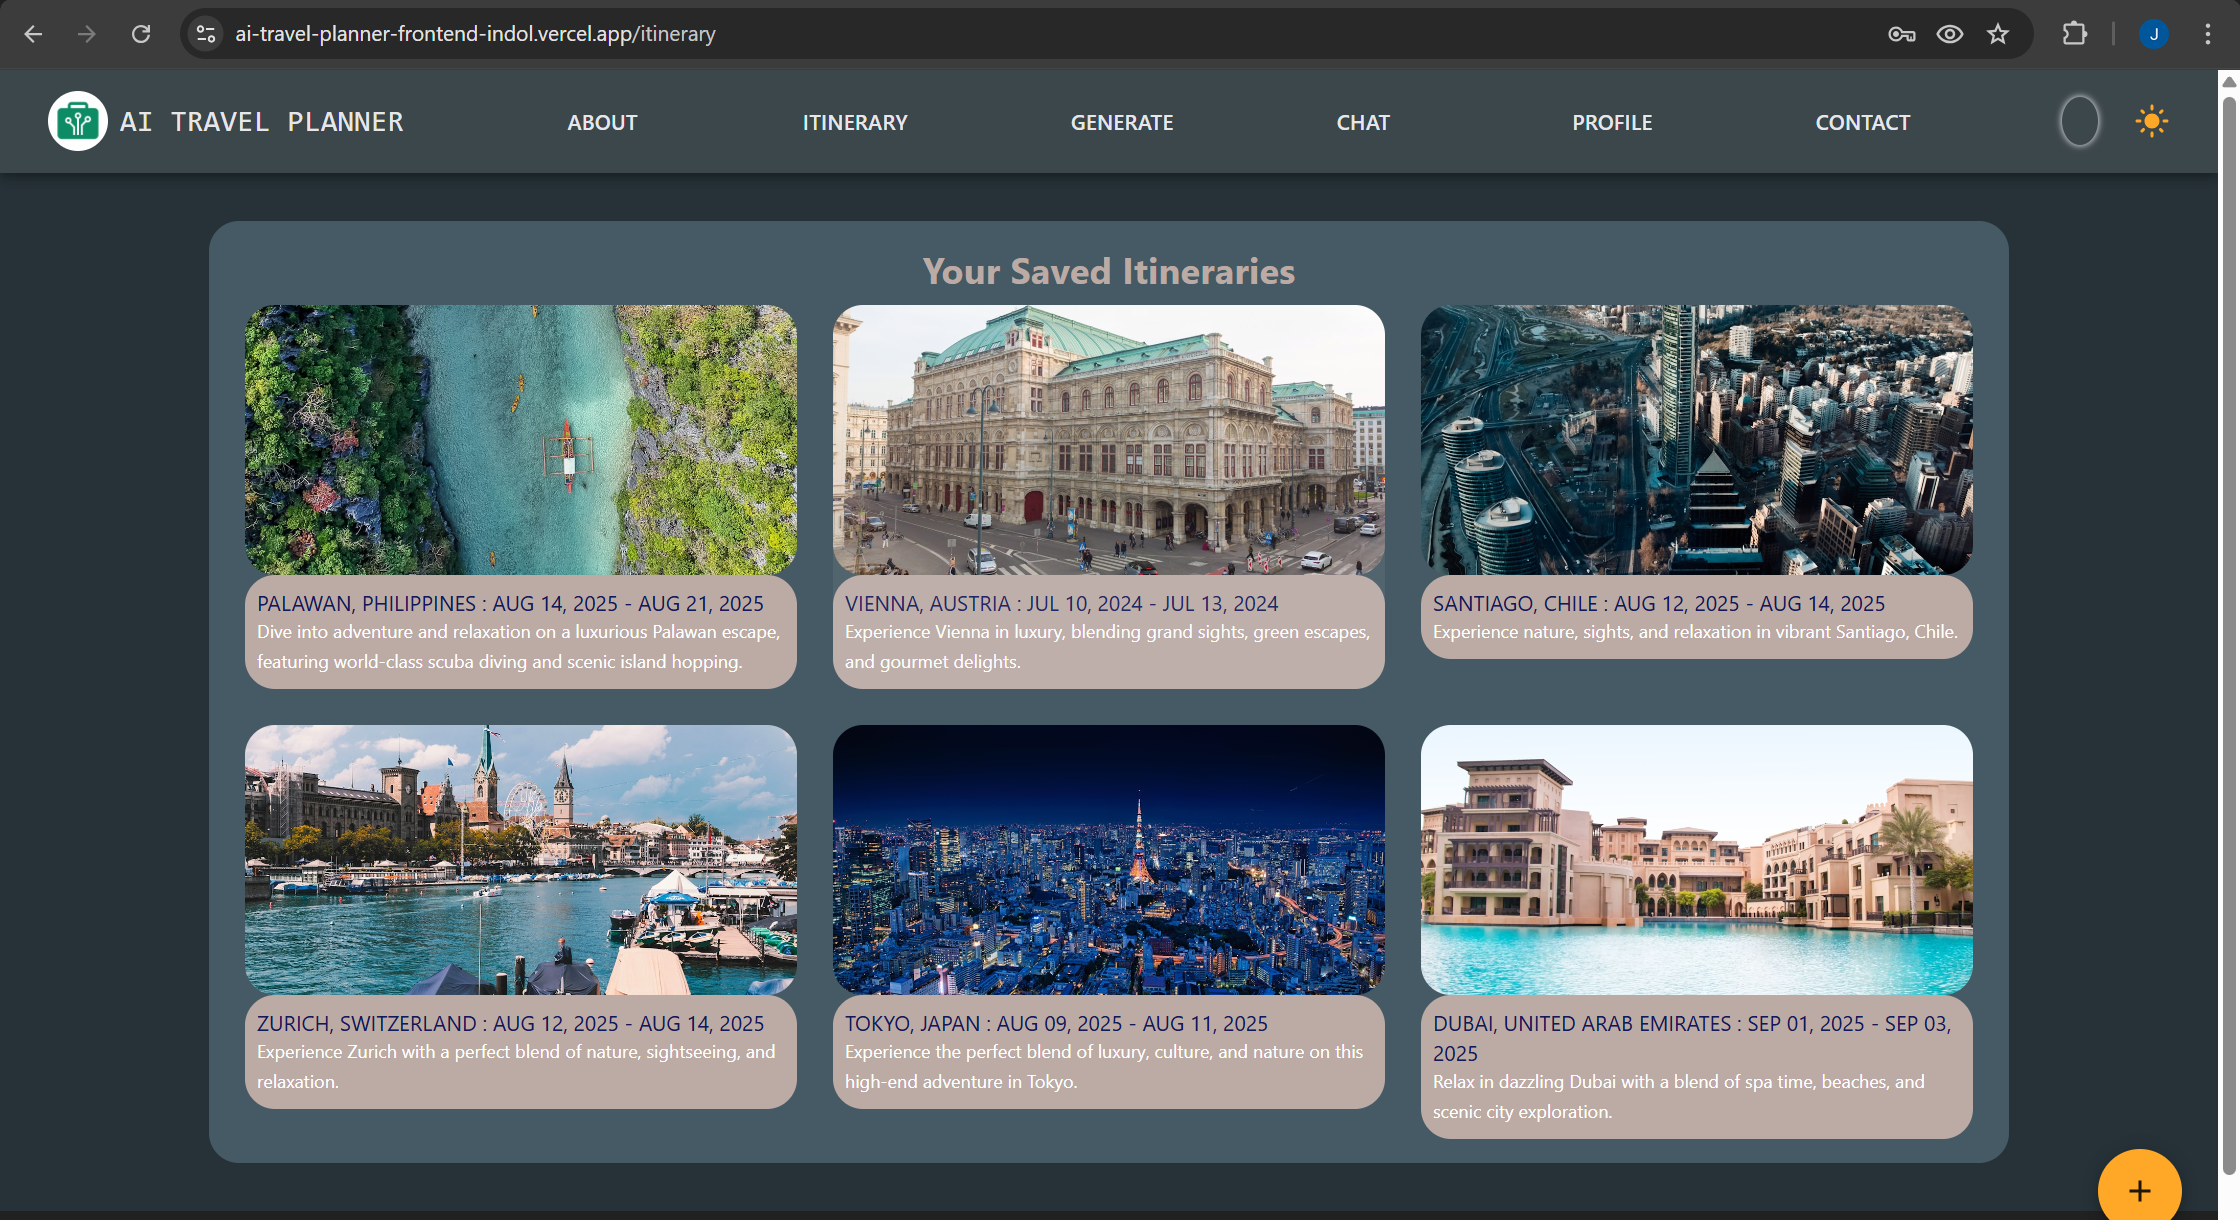 ai-travel-planner-frontend-indol.vercel.app/itinerary
J
AI TRAVEL PLANNER
ABOUT
ITINERARY
GENERATE
CHAT
PROFILE
CONTACT
Your Saved Itineraries
PALAWAN, PHILIPPINES : AUG 14, 2025 - AUG 21, 2025
Dive into adventure and relaxation on a luxurious Palawan escape,
featuring world-class scuba diving and scenic island hopping.
VIENNA, AUSTRIA : JUL 10, 2024 - JUL 13, 2024
Experience Vienna in luxury, blending grand sights, green escapes,
and gourmet delights.
SANTIAGO, CHILE : AUG 12, 2025 - AUG 14, 2025
Experience nature, sights, and relaxation in vibrant Santiago, Chile.
ZURICH, SWITZERLAND : AUG 12, 2025 - AUG 14, 2025
Experience Zurich with a perfect blend of nature, sightseeing, and
relaxation.
TOKYO, JAPAN : AUG 09, 2025 - AUG 11, 2025
Experience the perfect blend of luxury, culture, and nature on this
high-end adventure in Tokyo.
DUBAI, UNITED ARAB EMIRATES : SEP 01, 2025 - SEP 03,
2025
Relax in dazzling Dubai with a blend of spa time, beaches, and
scenic city exploration.
+